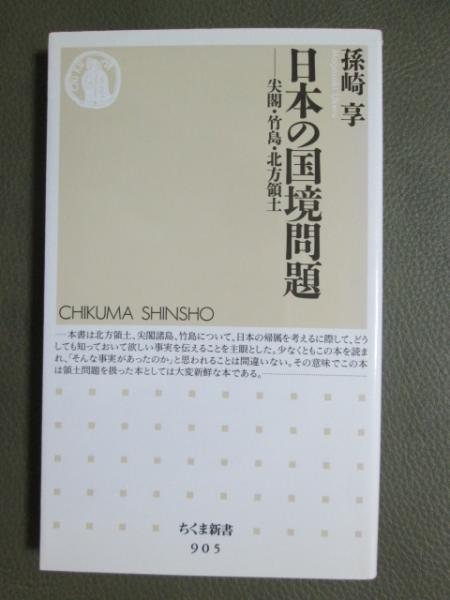 孫崎 享
Magosaki Ukeru
日本の国境問題
——尖閣・竹島・北方領土
CHIKUMA SHINSHO
——本書は北方領土、尖閣諸島、竹島について、日本の帰属を考えるに際して、どう
しても知っておいて欲しい事実を伝えることを主眼とした。少なくともこの本を読ま
れ、「そんな事実があったのか」と思われることは間違いない。その意味でこの本
は領土問題を扱った本としては大変新鮮な本である。——
ちくま新書
905